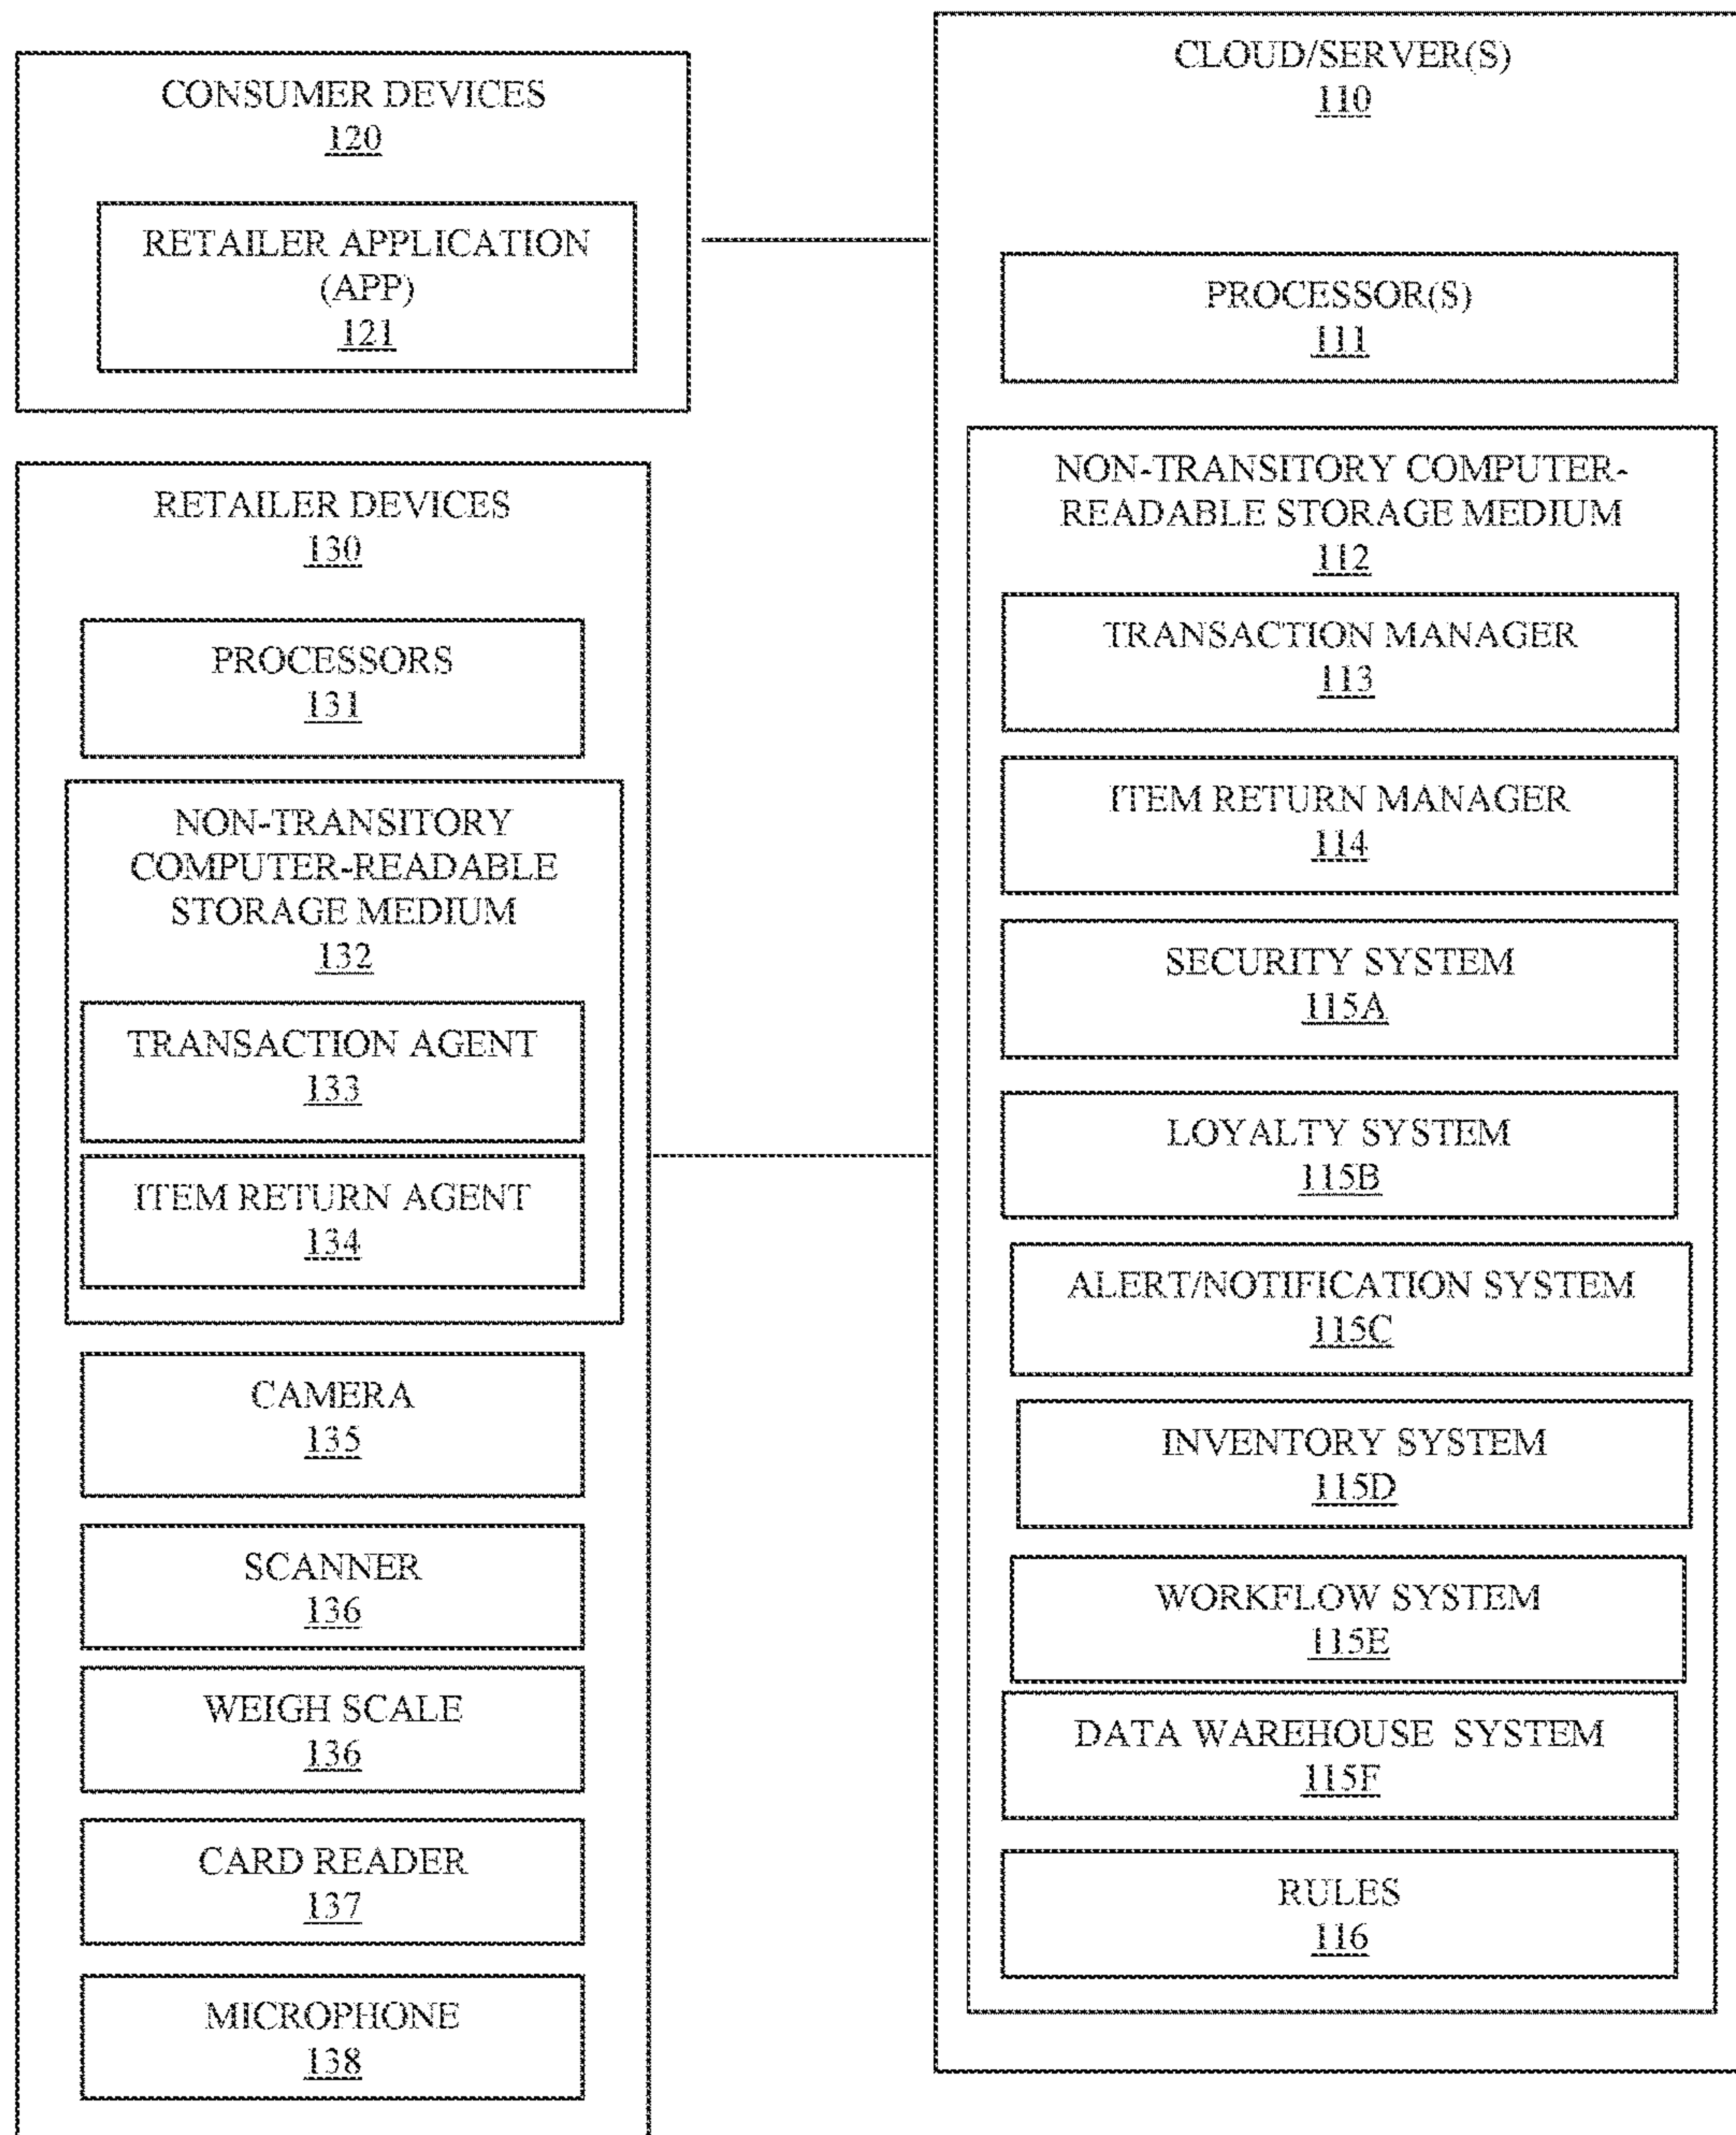 CONSUMER DEVICES
120
RETAILER APPLICATION
(APP)
121
RETAILER DEVICES
130
PROCESSORS
131
NON-TRANSITORY
COMPUTER-READABLE
STORAGE MEDIUM
132
TRANSACTION AGENT
133
ITEM RETURN AGENT
134
CAMERA
135
SCANNER
136
WEIGH SCALE
136
CARD READER
137
MICROPHONE
138
CLOUD/SERVER(S)
110
PROCESSOR(S)
111
NON-TRANSITORY COMPUTER-
READABLE STORAGE MEDIUM
112
TRANSACTION MANAGER
113
ITEM RETURN MANAGER
114
SECURITY SYSTEM
115A
LOYALTY SYSTEM
115B
ALERT/NOTIFICATION SYSTEM
115C
INVENTORY SYSTEM
115D
WORKFLOW SYSTEM
115E
DATA WAREHOUSE SYSTEM
115F
RULES
116